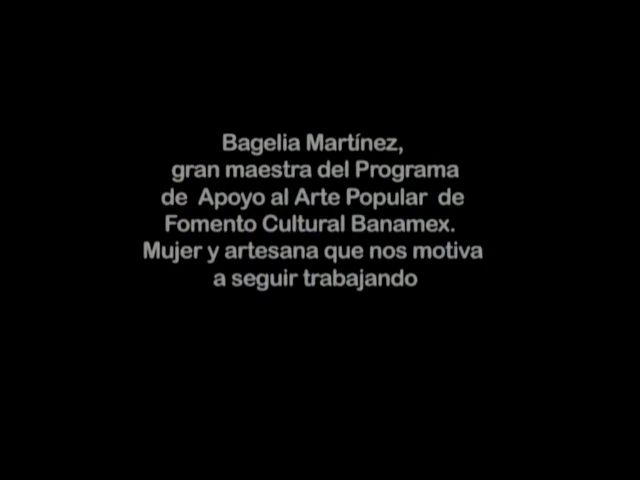 Bagelia Martínez,
gran maestra del Programa
de Apoyo al Arte Popular de
Fomento Cultural Banamex.
Mujer y artesana que nos motiva
a seguir trabajando